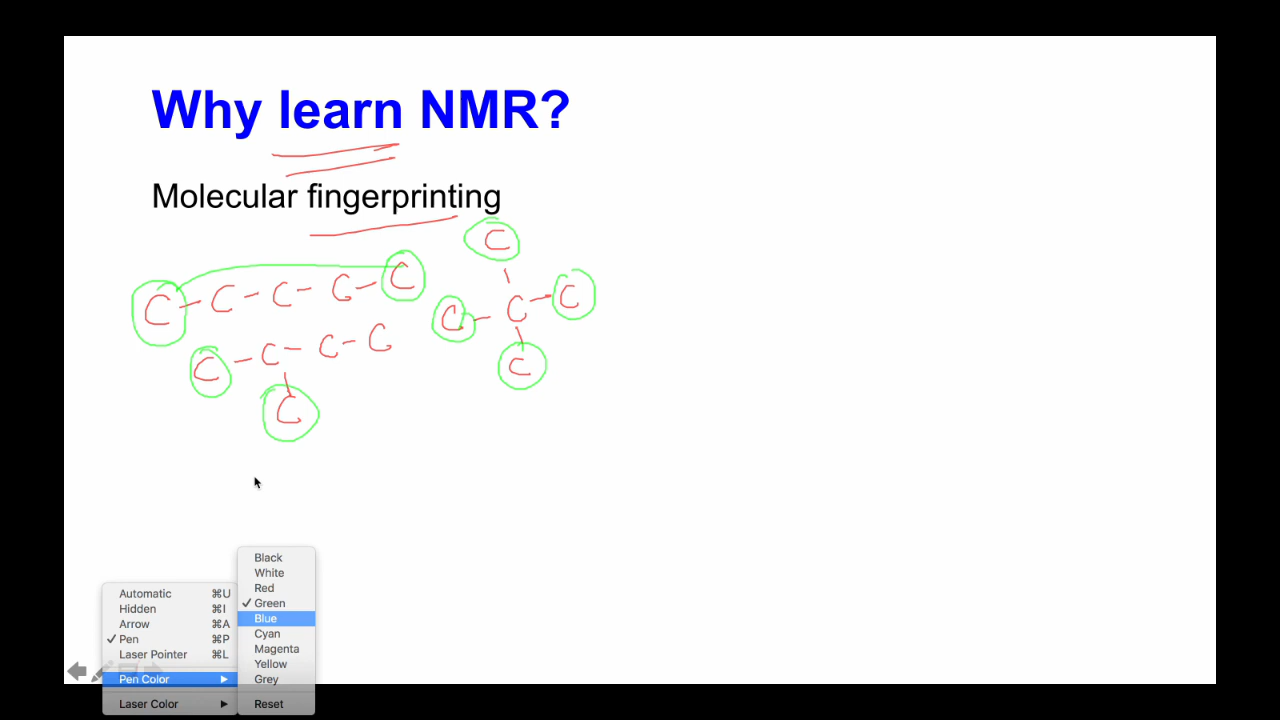 Why learn NMR?
Molecular fingerprinting
C
C - C - C - C - C
C - C - C
C - C - C - C
C
C
Automatic ⌘U
Hidden ⌘I
Arrow ⌘A
✓ Pen ⌘P
Laser Pointer ⌘L
Pen Color ▶
Laser Color ▶
Black
White
Red
✓ Green
Blue
Cyan
Magenta
Yellow
Grey
Reset